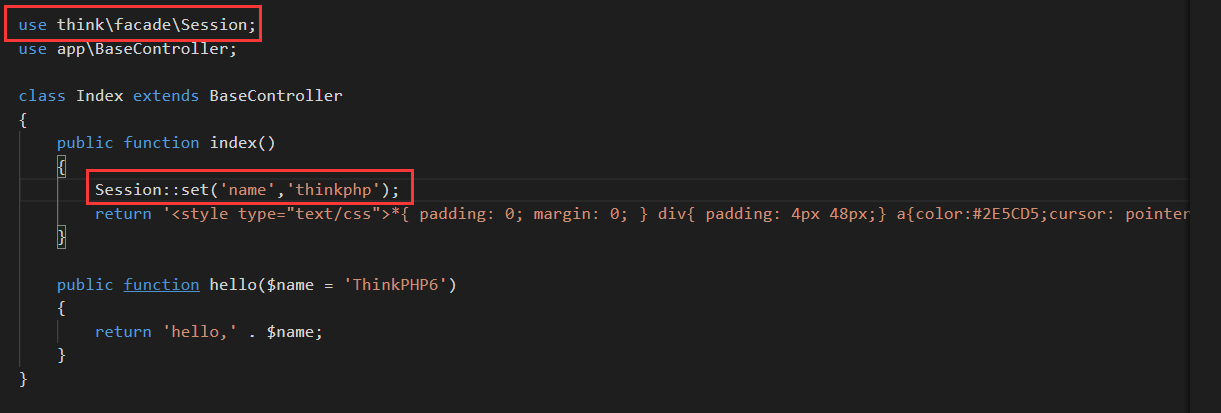 use think\facade\Session;
use app\BaseController;
class Index extends BaseController
{
public function index()
{
Session::set('name','thinkphp');
return '<style type="text/css">*{ padding: 0; margin: 0; } div{ padding: 4px 48px;} a{color:#2E5CD5;cursor: pointer
}
public function hello($name = 'ThinkPHP6')
{
return 'hello,' . $name;
}
}